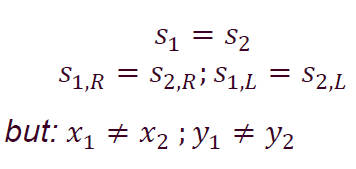 s₁ = s₂
s₁,R = s₂,R; s₁,L = s₂,L
but: x₁ ≠ x₂ ; y₁ ≠ y₂